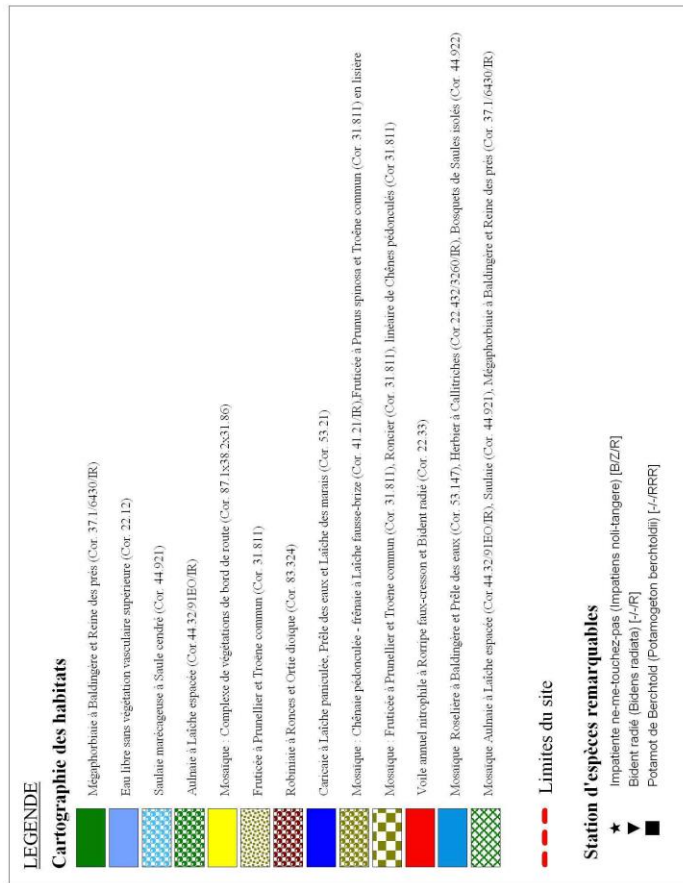 LEGENDE
Cartographie des habitats
Mégaphorbiaie à Baldingère et Reine des prés (Cor. 37.1/6430/IR)
Eau libre sans végétation vasculaire supérieure (Cor. 22.12)
Saulaie marécageuse à Saule cendré (Cor. 44.921)
Aulnaie à Laîche espacée (Cor 44.32/91EO/IR)
Mosaïque : Complexe de végétations de bord de route (Cor. 87.1x38.2x31.86)
Fruticée à Prunellier et Troène commun (Cor. 31.811)
Robiniaie à Ronces et Ortie dioïque (Cor. 83.324)
Cariçaie à Laîche paniculée, Prêle des eaux et Laîche des marais (Cor. 53.21)
Mosaïque : Chênaie pédonculée - frênaie à Laîche fausse-brize (Cor. 41.21/IR),Fruticée à Prunus spinosa et Troène commun (Cor. 31.811) en lisière
Mosaïque : Fruticée à Prunellier et Troène commun (Cor. 31.811), Roncier (Cor. 31.811), linéaire de Chênes pédonculés (Cor 31.811)
Voile annuel nitrophile à Rorripe faux-cresson et Bident radié (Cor. 22.33)
Mosaïque Roselière à Baldingère et Prêle des eaux (Cor. 53.147), Herbier à Callitriches (Cor 22.432/3260/IR), Bosquets de Saules isolés (Cor. 44.922)
Mosaïque Aulnaie à Laîche espacée (Cor 44.32/91EO/IR), Saulaie (Cor. 44.921), Mégaphorbiaie à Baldingère et Reine des prés (Cor. 37.1/6430/IR)
Limites du site
Station d'espèces remarquables
Impatiente ne-me-touchez-pas (Impatiens noli-tangere) [B/Z/R]
Bident radié (Bidens radiata) [-/-/R]
Potamot de Berchtold (Potamogeton berchtoldii) [-/-/RRR]